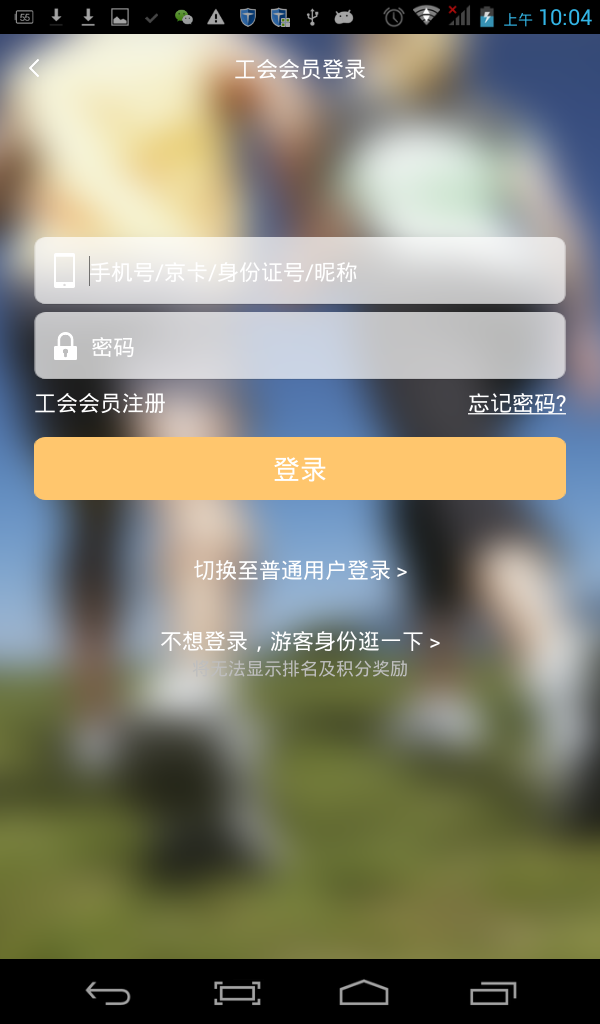 55
上午 10:04
工会会员登录
手机号/京卡/身份证号/昵称
密码
工会会员注册 忘记密码?
登录
切换至普通用户登录 >
不想登录，游客身份逛一下 >
将无法显示排名及积分奖励